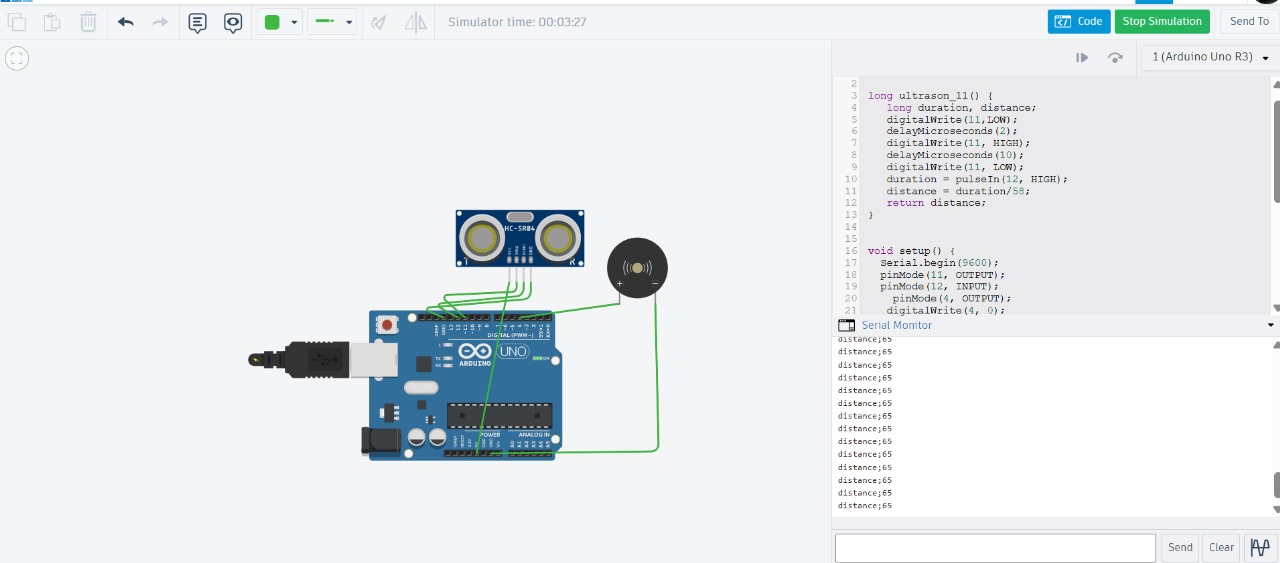 Simulator time: 00:03:27
Code
Stop Simulation
Send To
1 (Arduino Uno R3)
2
3 long ultrason_11() {
4 long duration, distance;
5 digitalWrite(11,LOW);
6 delayMicroseconds(2);
7 digitalWrite(11, HIGH);
8 delayMicroseconds(10);
9 digitalWrite(11, LOW);
10 duration = pulseIn(12, HIGH);
11 distance = duration/58;
12 return distance;
13 }
14
15
16 void setup() {
17 Serial.begin(9600);
18 pinMode(11, OUTPUT);
19 pinMode(12, INPUT);
20 pinMode(4, OUTPUT);
21 digitalWrite(4, 0);
HC-SR04
T
R
+
DIGITAL (PWM~)
L
TX
RX
UNO
ON
ARDUINO
POWER
ANALOG IN
A0
A1
A2
A3
A4
A5
Serial Monitor
distance;65
distance;65
distance;65
distance;65
distance;65
distance;65
distance;65
distance;65
distance;65
distance;65
distance;65
distance;65
distance;65
distance;65
Send
Clear